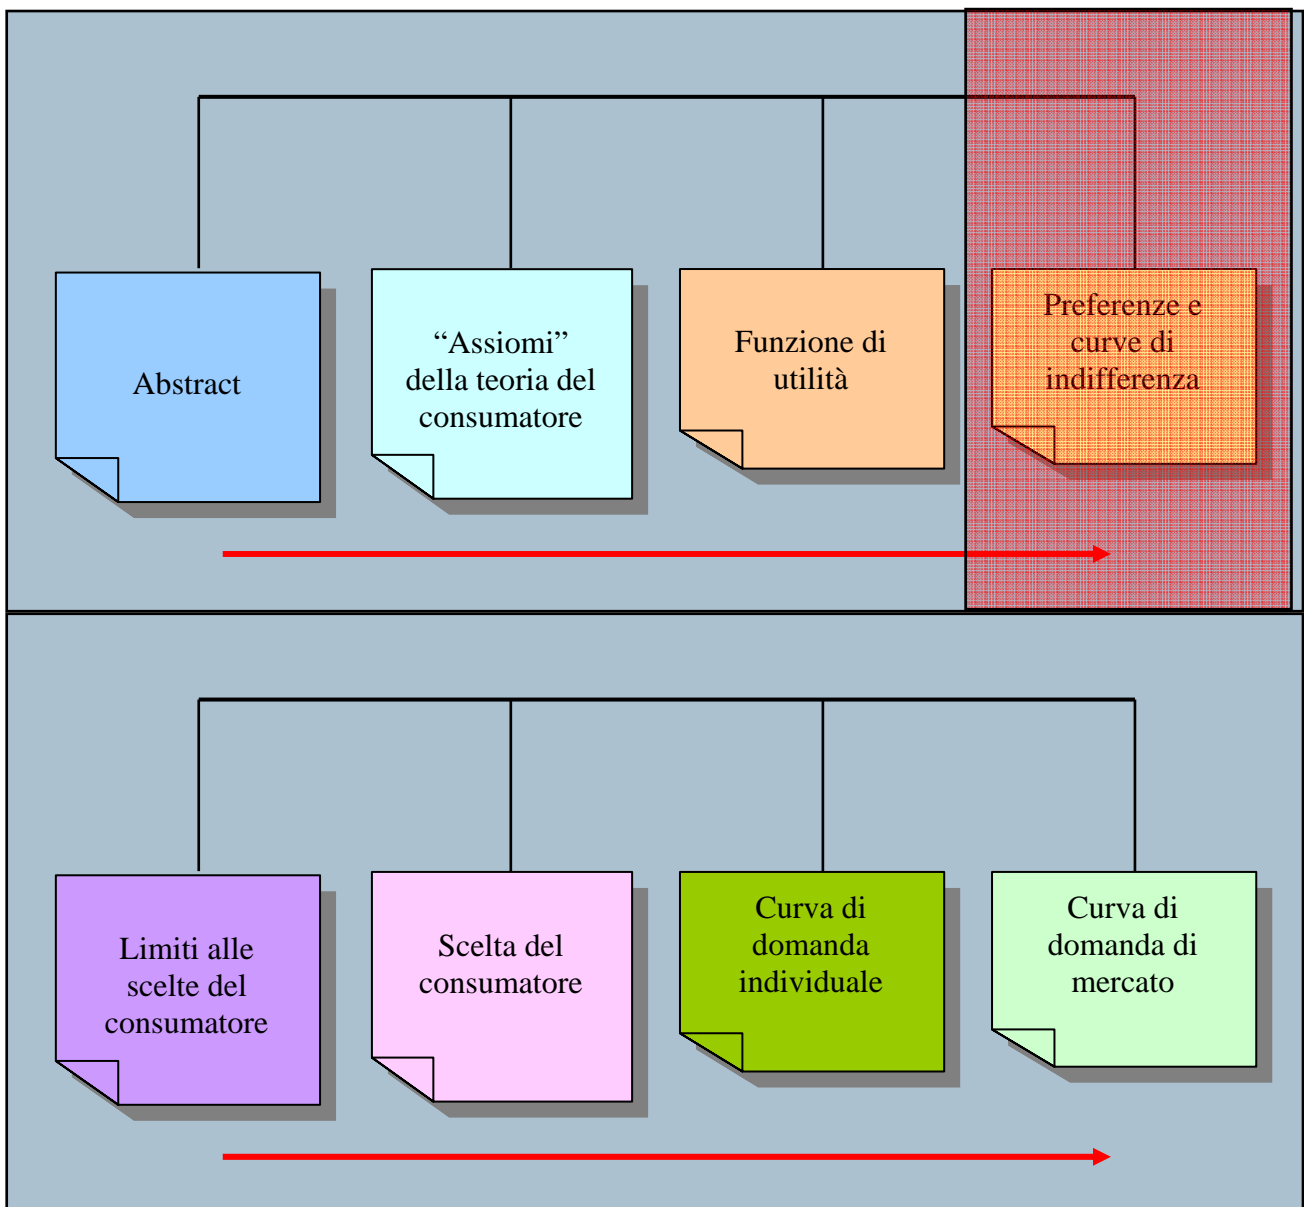 Abstract
“Assiomi”
della teoria del
consumatore
Funzione di
utilità
Preferenze e
curve di
indifferenza
Limiti alle
scelte del
consumatore
Scelta del
consumatore
Curva di
domanda
individuale
Curva di
domanda di
mercato